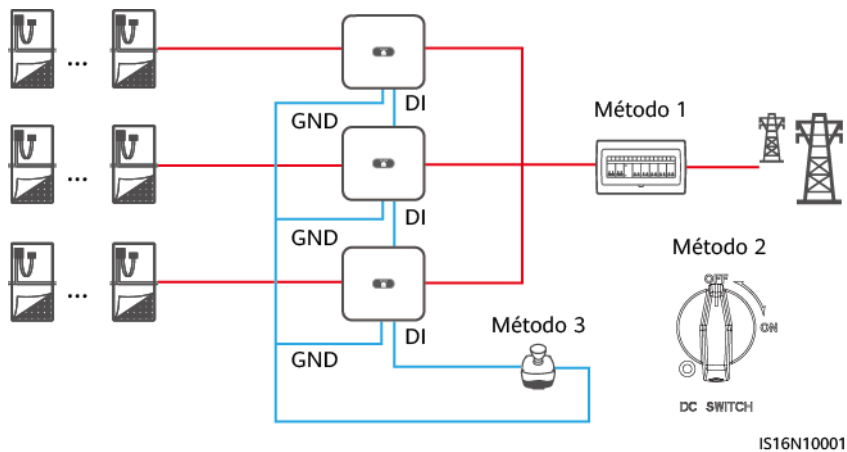 ...
DI
GND
Método 1
...
DI
GND
Método 2
OFF
ON
...
Método 3
DI
GND
DC SWITCH
IS16N10001